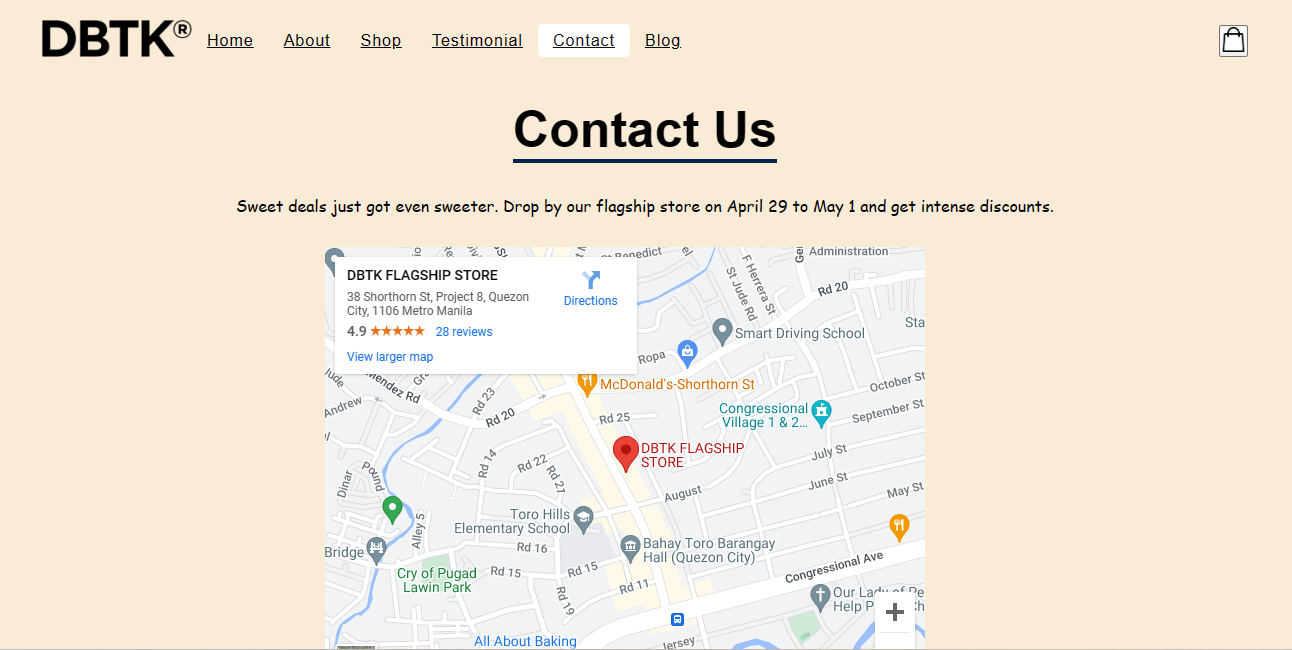 DBTK®
Home About Shop Testimonial Contact Blog
Contact Us
Sweet deals just got even sweeter. Drop by our flagship store on April 29 to May 1 and get intense discounts.
DBTK FLAGSHIP STORE
Directions
38 Shorthorn St, Project 8, Quezon
City, 1106 Metro Manila
4.9 ★★★★★ 28 reviews
View larger map
Benedict
Administration
St Jude Rd
F Herrera St
Rd 20
Smart Driving School
Sta
Ropa
McDonald's-Shorthorn St
Mendez Rd
Andrew
Rd 23
Rd 20
October St
Congressional
Village 1 & 2...
September St
Rd 25
DBTK FLAGSHIP
STORE
July St
Rd 14
Rd 22
Rd 21
June St
Dinar
Pound
August
May St
Alley 5
Toro Hills
Elementary School
Bahay Toro Barangay
Hall (Quezon City)
Bridge
Rd 16
Congressional Ave
Cry of Pugad
Lawin Park
Rd 15
Rd 15
Rd 11
Rd 19
Our Lady of Pe
Help P
Ch
+
All About Baking
Jersey